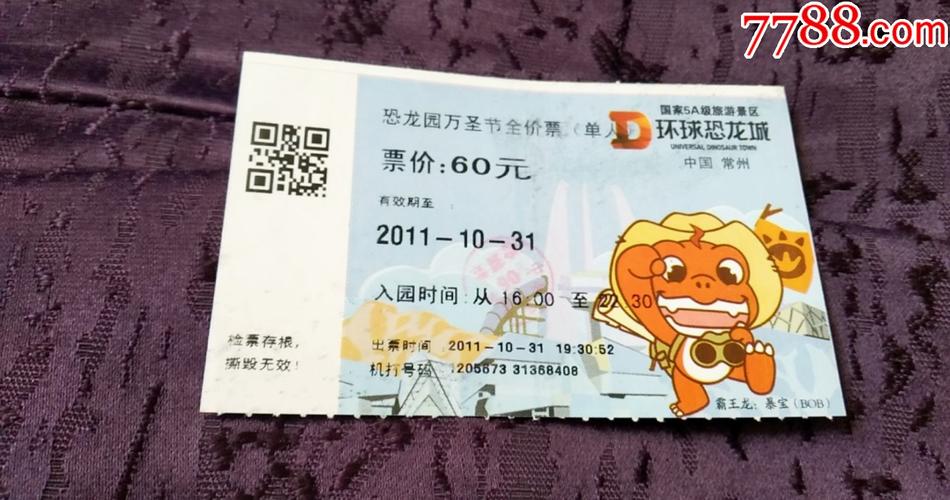 7788.com
国家5A级旅游景区
环球恐龙城
UNIVERSAL DINOSAUR TOWN
中国 常州
恐龙园万圣节全价票（单人）
票价:60元
有效期至
2011-10-31
入园时间: 从 16:00 至 22:30
出票时间: 2011-10-31 19:30:52
机打号码: 1205673 31368408
检票存根，
撕毁无效！
霸王龙：暴宝（BOB）